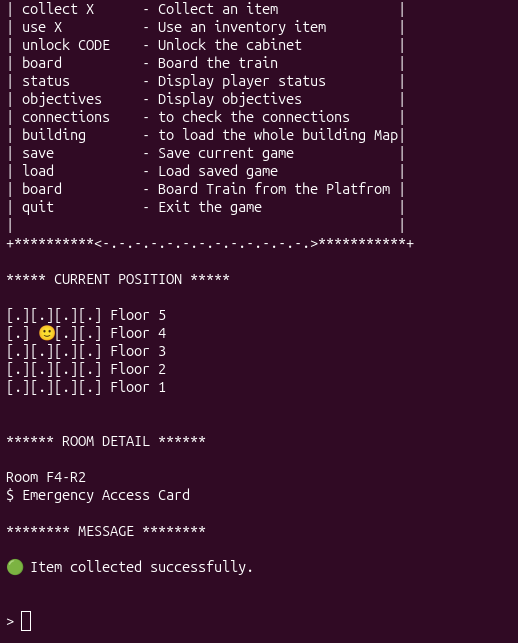 | collect X      - Collect an item               |
| use X          - Use an inventory item         |
| unlock CODE    - Unlock the cabinet            |
| board          - Board the train               |
| status         - Display player status         |
| objectives     - Display objectives            |
| connections    - to check the connections      |
| building       - to load the whole building Map|
| save           - Save current game             |
| load           - Load saved game               |
| board          - Board Train from the Platfrom |
| quit           - Exit the game                 |
|                                                |
+**********<-.-.-.-.-.-.-.-.-.-.-.-.-.>***********+
***** CURRENT POSITION *****
[.][.][.][.] Floor 5
[.] 🙂[.][.] Floor 4
[.][.][.][.] Floor 3
[.][.][.][.] Floor 2
[.][.][.][.] Floor 1
****** ROOM DETAIL ******
Room F4-R2
$ Emergency Access Card
******** MESSAGE ********
🟢 Item collected successfully.
>